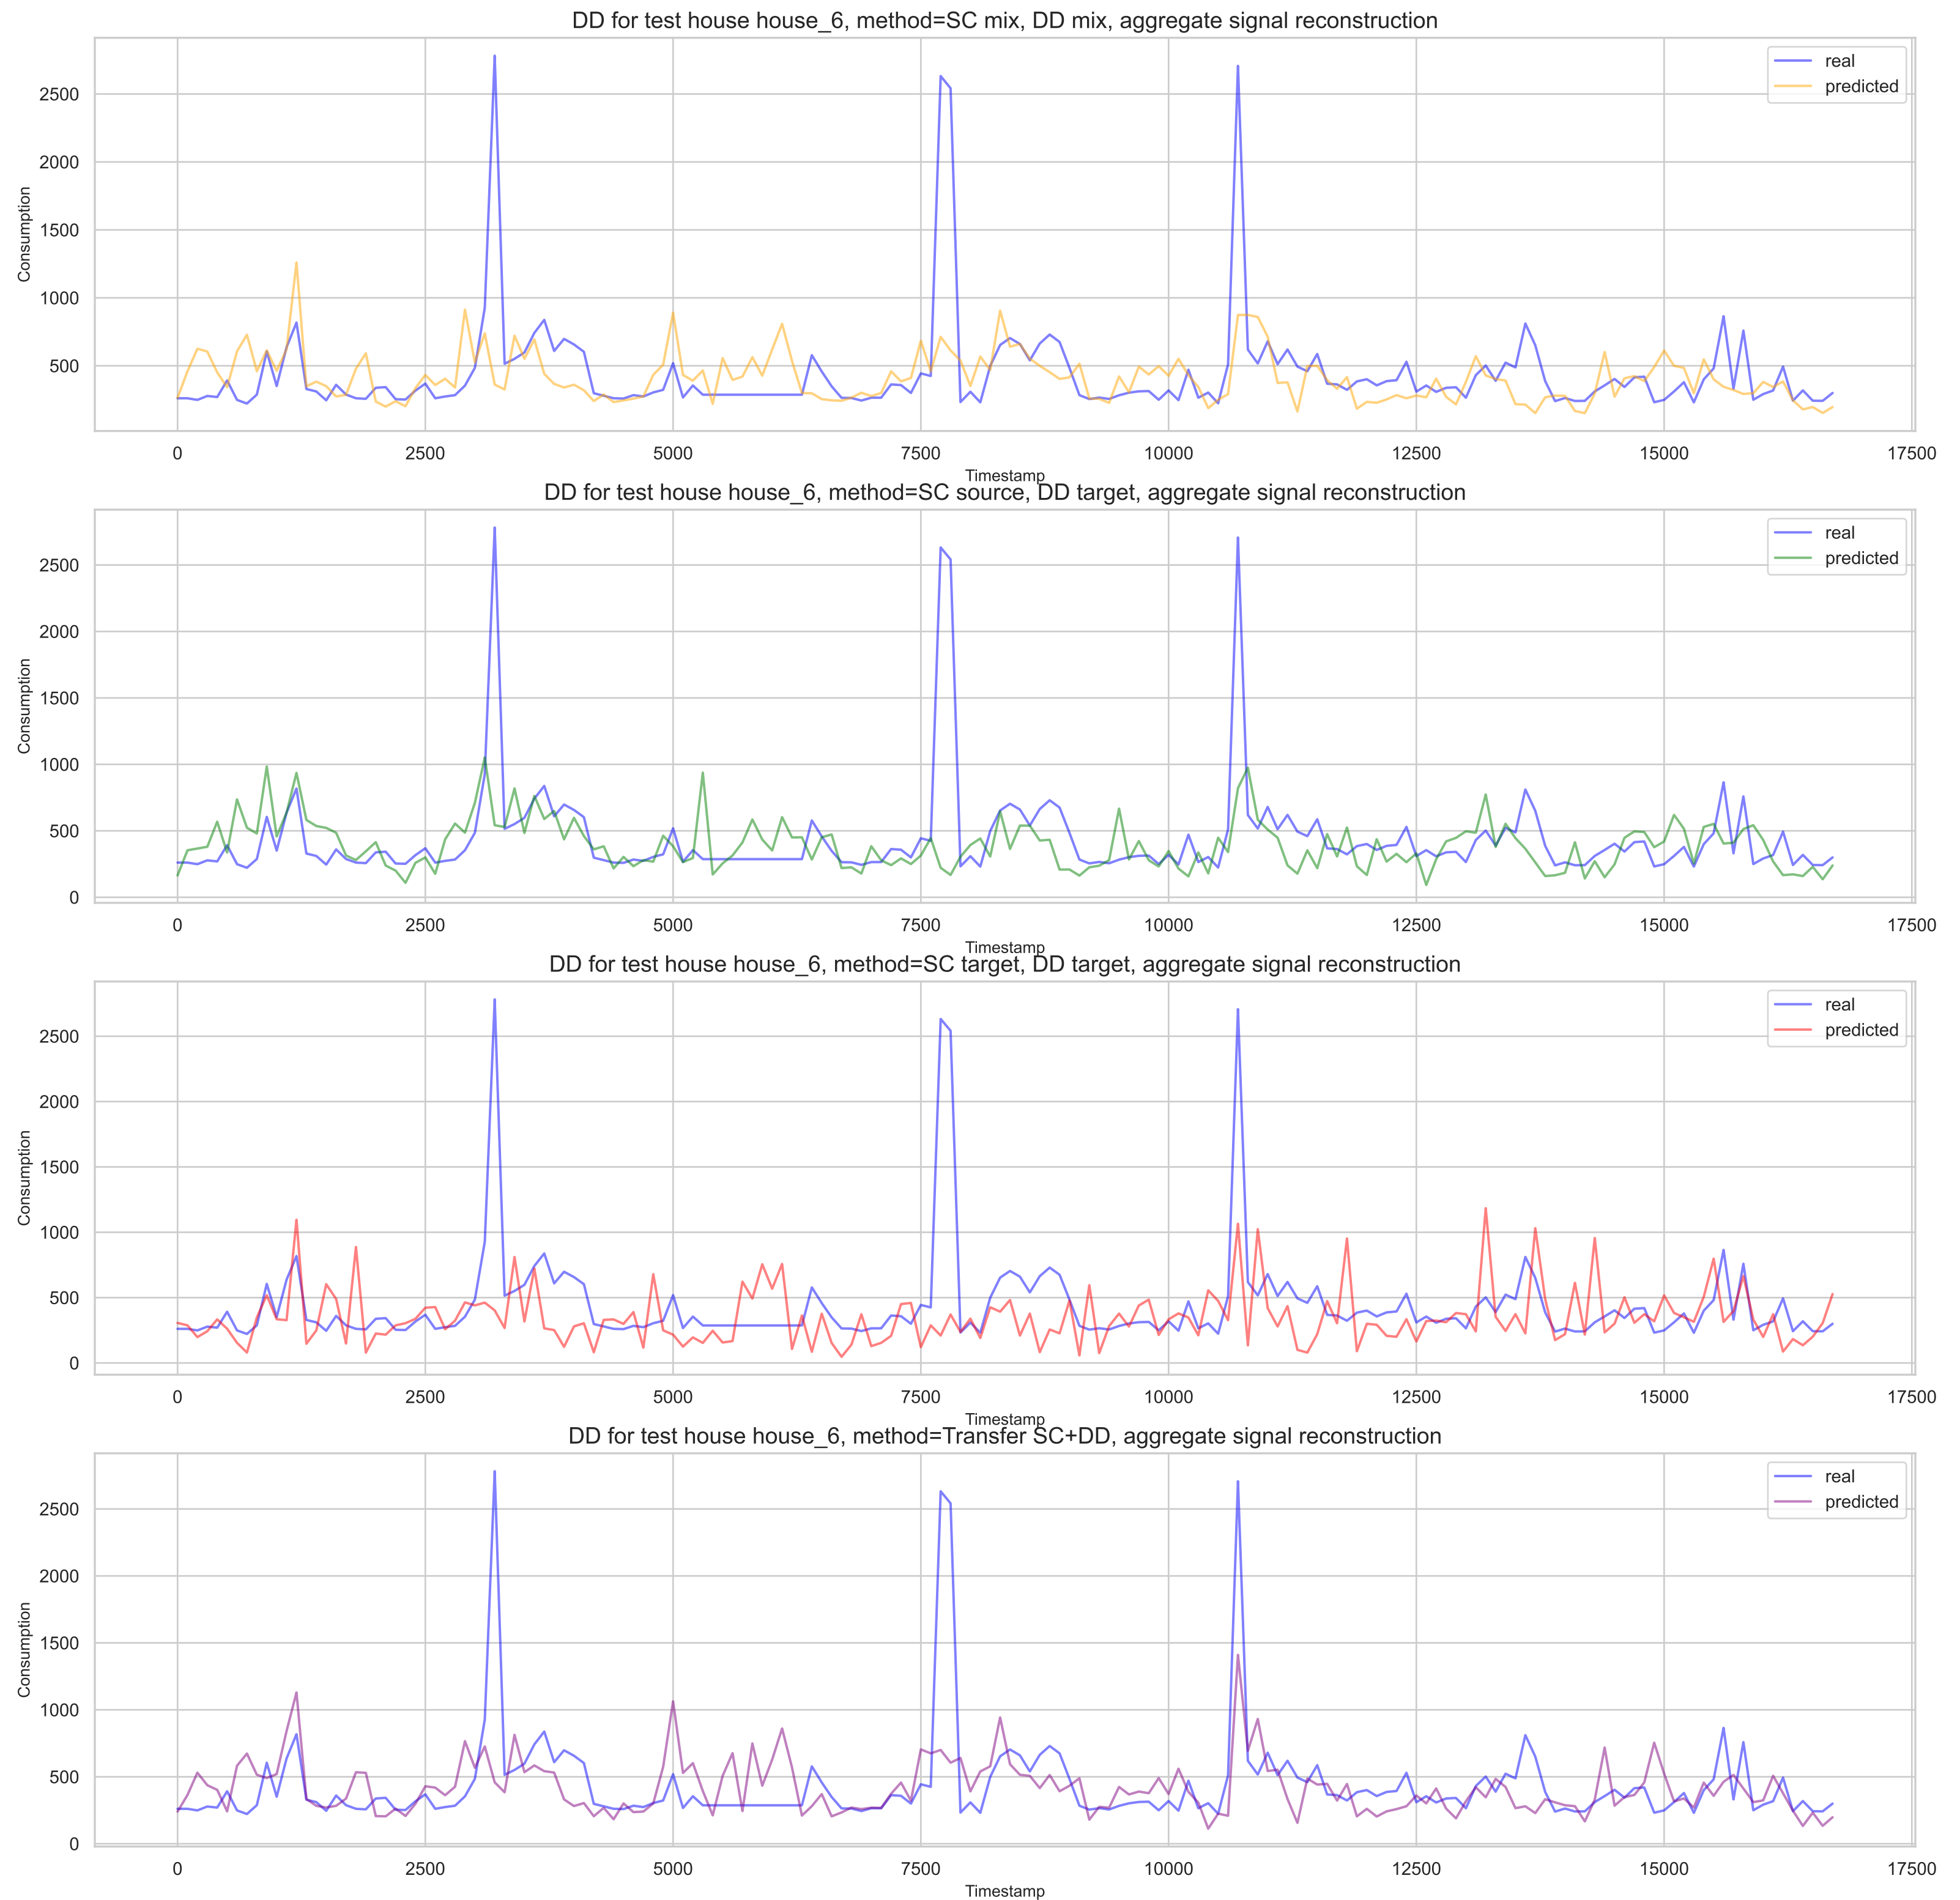 DD for test house house_6, method=SC mix, DD mix, aggregate signal reconstruction
real
predicted
2500
2000
1500
1000
500
Consumption
0 2500 5000 7500 10000 12500 15000 17500
Timestamp
DD for test house house_6, method=SC source, DD target, aggregate signal reconstruction
real
predicted
2500
2000
1500
1000
500
0
Consumption
0 2500 5000 7500 10000 12500 15000 17500
Timestamp
DD for test house house_6, method=SC target, DD target, aggregate signal reconstruction
real
predicted
2500
2000
1500
1000
500
0
Consumption
0 2500 5000 7500 10000 12500 15000 17500
Timestamp
DD for test house house_6, method=Transfer SC+DD, aggregate signal reconstruction
real
predicted
2500
2000
1500
1000
500
0
Consumption
0 2500 5000 7500 10000 12500 15000 17500
Timestamp